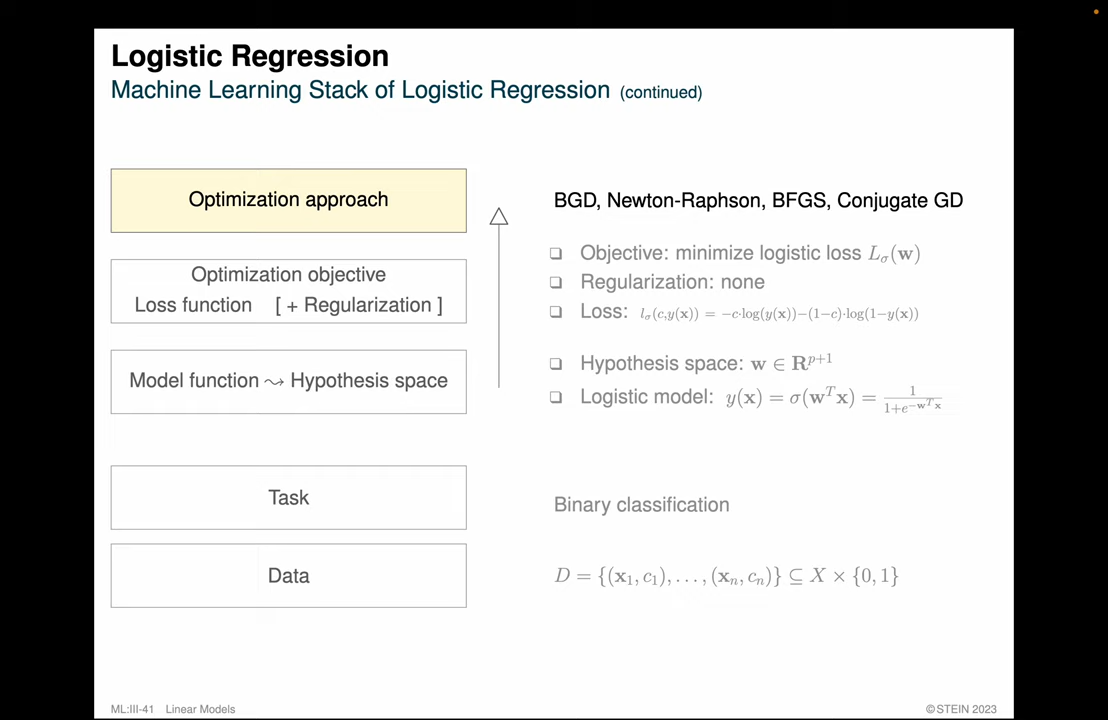 Logistic Regression
Machine Learning Stack of Logistic Regression (continued)
Optimization approach
BGD, Newton-Raphson, BFGS, Conjugate GD
Optimization objective
Loss function [ + Regularization ]
❑ Objective: minimize logistic loss L_σ(w)
❑ Regularization: none
❑ Loss: l_σ(c,y(x)) = −c·log(y(x))−(1−c)·log(1−y(x))
Model function ⤳ Hypothesis space
❑ Hypothesis space: w ∈ R^{p+1}
❑ Logistic model: y(x) = σ(w^T x) = \frac{1}{1+e^{−w^T x}}
Task
Binary classification
Data
D = {(x_1, c_1), . . . , (x_n, c_n)} ⊆ X × {0, 1}
ML:III-41 Linear Models
©STEIN 2023